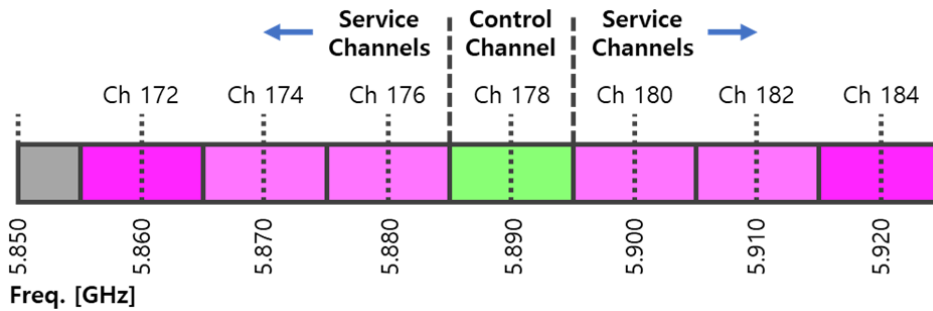 Service Control Service
Channels Channel Channels
Ch 172 Ch 174 Ch 176 Ch 178 Ch 180 Ch 182 Ch 184
5.850 5.860 5.870 5.880 5.890 5.900 5.910 5.920
Freq. [GHz]